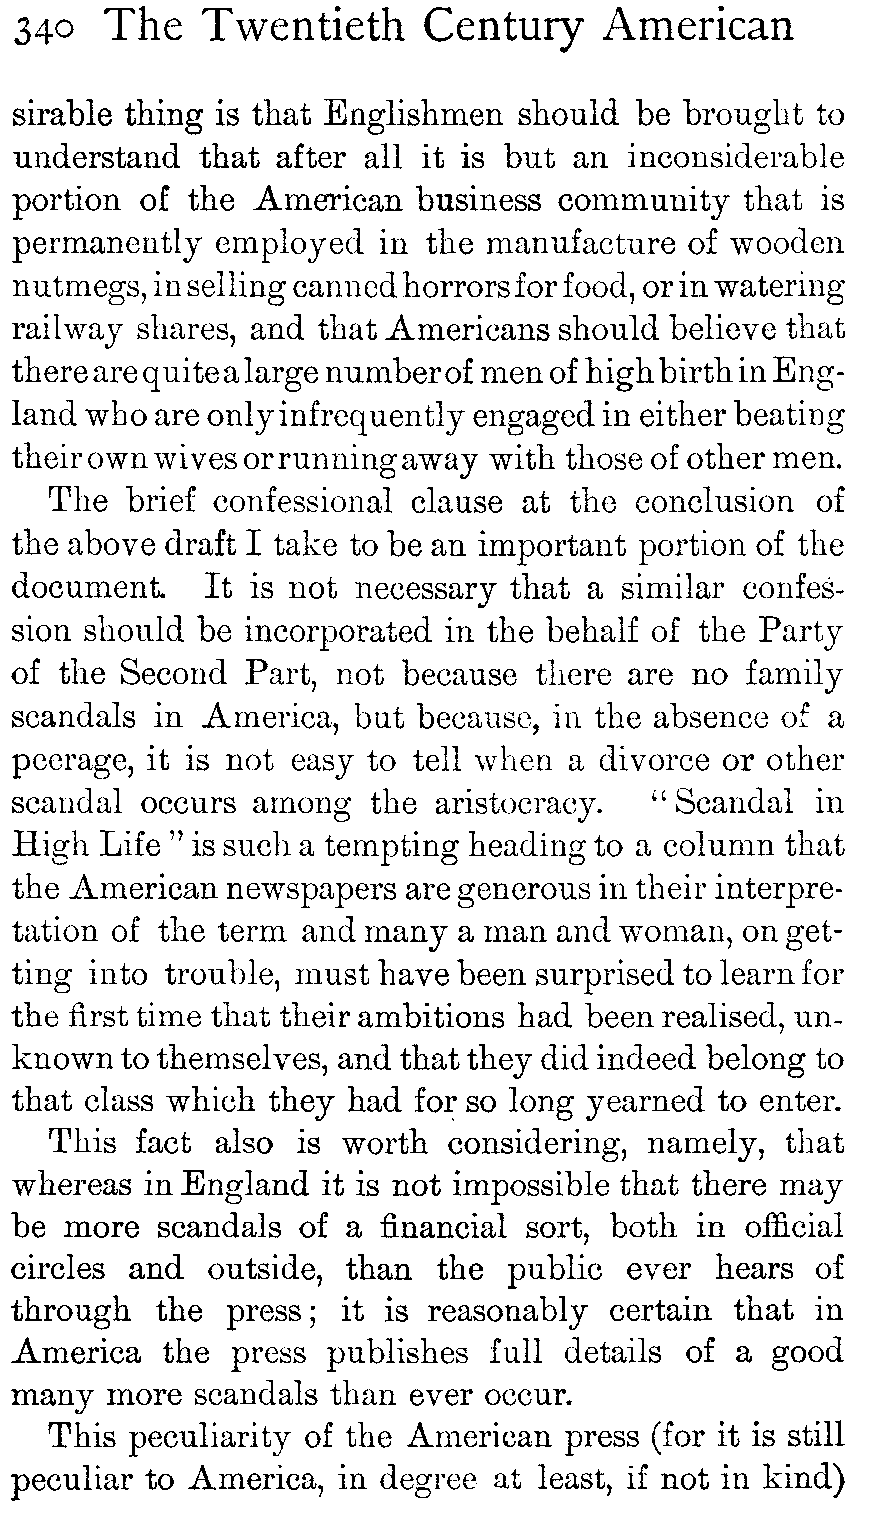 340 The Twentieth Century American
sirable thing is that Englishmen should be brought to
understand that after all it is but an inconsiderable
portion of the American business community that is
permanently employed in the manufacture of wooden
nutmegs, in selling canned horrors for food, or in watering
railway shares, and that Americans should believe that
there are quite a large number of men of high birth in Eng-
land who are only infrequently engaged in either beating
their own wives or running away with those of other men.
The brief confessional clause at the conclusion of
the above draft I take to be an important portion of the
document. It is not necessary that a similar confes-
sion should be incorporated in the behalf of the Party
of the Second Part, not because there are no family
scandals in America, but because, in the absence of a
peerage, it is not easy to tell when a divorce or other
scandal occurs among the aristocracy. "Scandal in
High Life" is such a tempting heading to a column that
the American newspapers are generous in their interpre-
tation of the term and many a man and woman, on get-
ting into trouble, must have been surprised to learn for
the first time that their ambitions had been realised, un-
known to themselves, and that they did indeed belong to
that class which they had for so long yearned to enter.
This fact also is worth considering, namely, that
whereas in England it is not impossible that there may
be more scandals of a financial sort, both in official
circles and outside, than the public ever hears of
through the press; it is reasonably certain that in
America the press publishes full details of a good
many more scandals than ever occur.
This peculiarity of the American press (for it is still
peculiar to America, in degree at least, if not in kind)